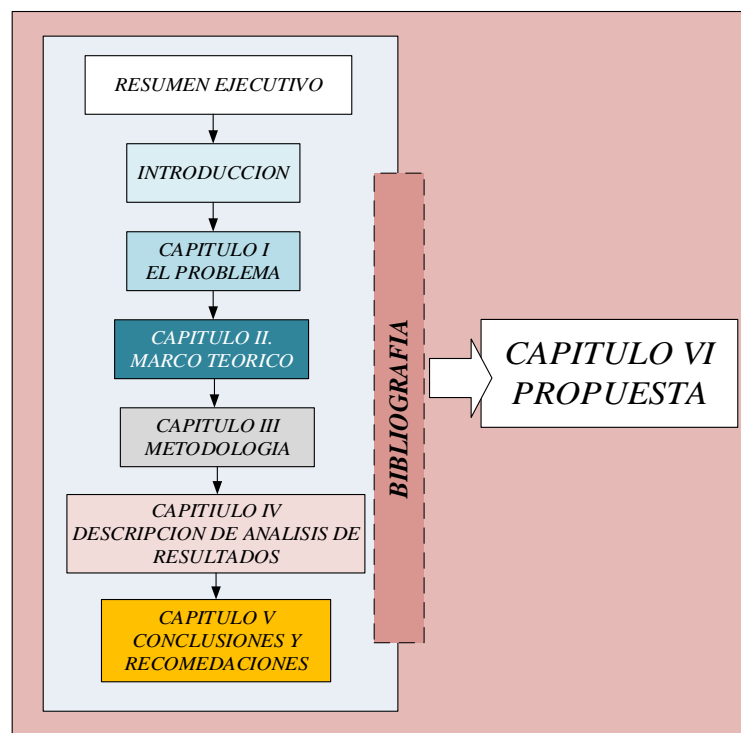 RESUMEN EJECUTIVO
INTRODUCCION
CAPITULO I
EL PROBLEMA
CAPITULO II.
MARCO TEORICO
CAPITULO III
METODOLOGIA
CAPITIULO IV
DESCRIPCION DE ANALISIS DE
RESULTADOS
CAPITULO V
CONCLUSIONES Y
RECOMEDACIONES
BIBLIOGRAFIA
CAPITULO VI
PROPUESTA